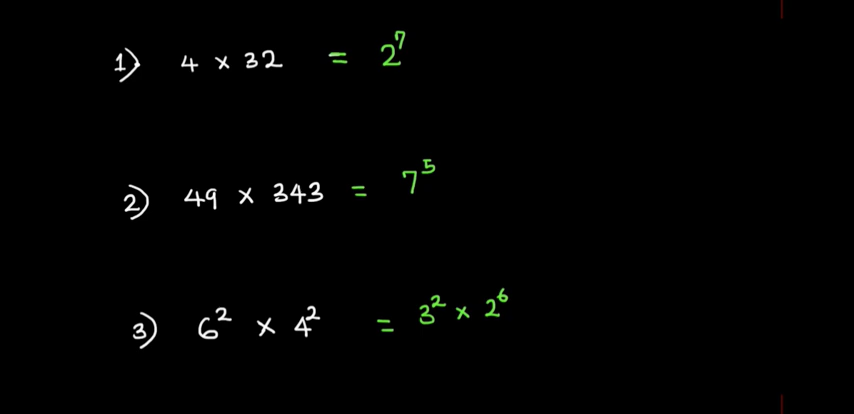 1) 4 × 32 = 2⁷
2) 49 × 343 = 7⁵
3) 6² × 4² = 3² × 2⁶